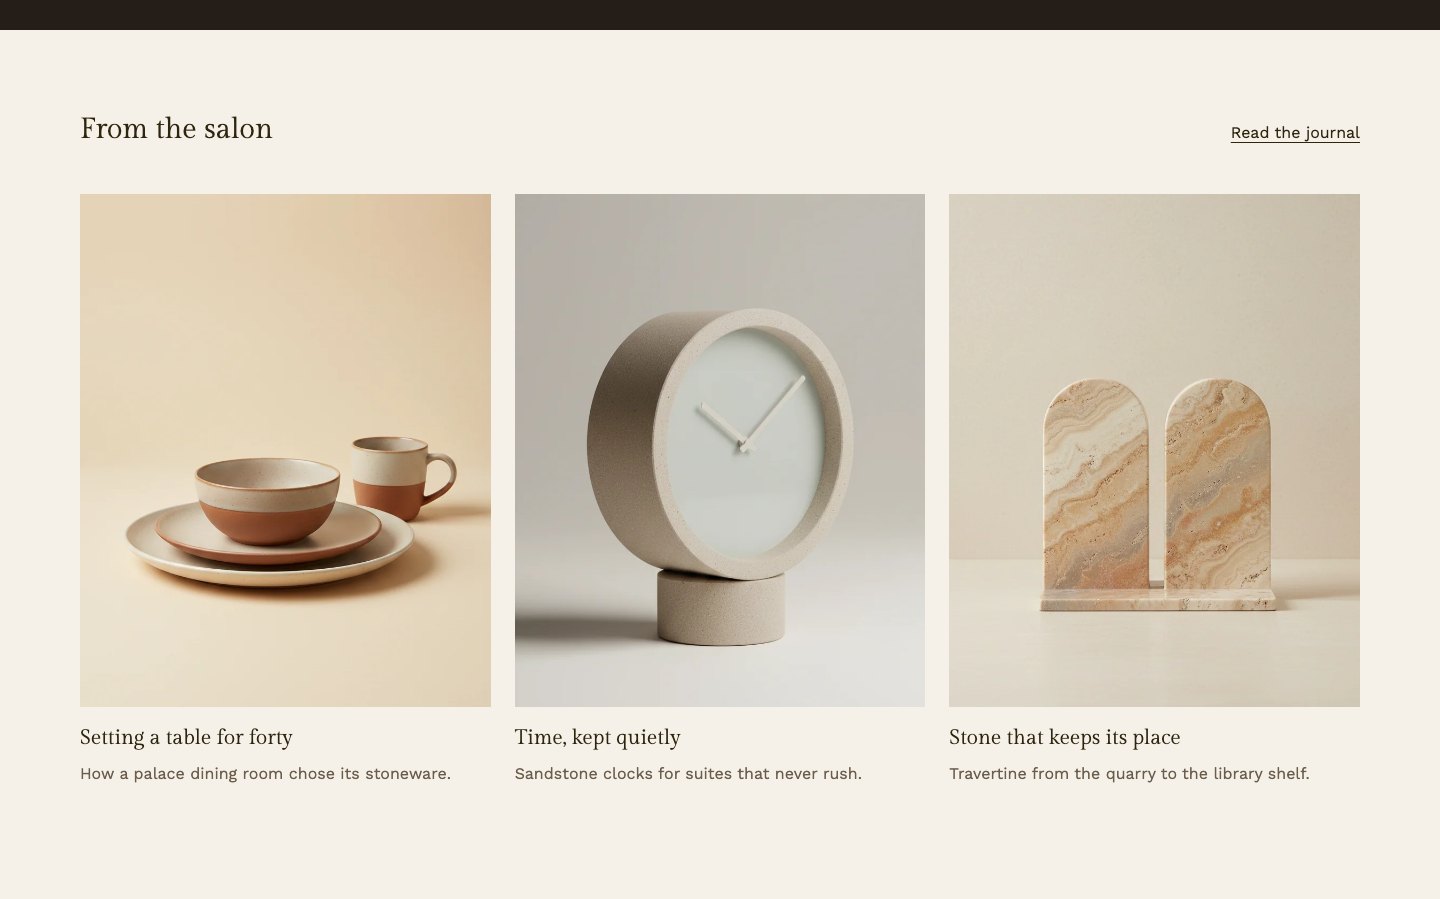 From the salon
Read the journal
Setting a table for forty
How a palace dining room chose its stoneware.
Time, kept quietly
Sandstone clocks for suites that never rush.
Stone that keeps its place
Travertine from the quarry to the library shelf.